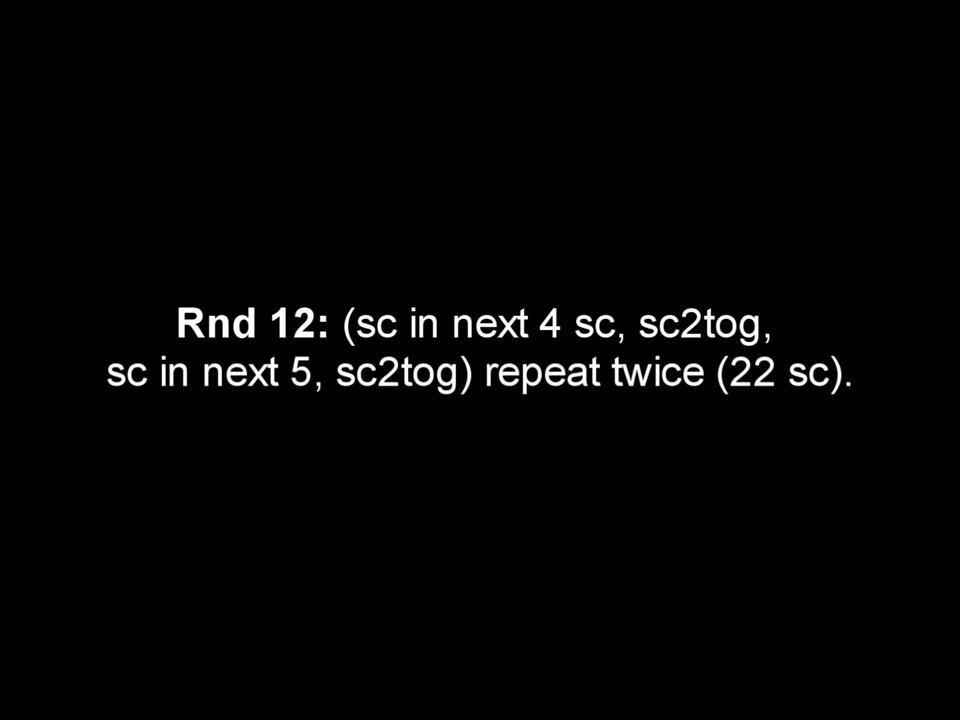 Rnd 12: (sc in next 4 sc, sc2tog,
sc in next 5, sc2tog) repeat twice (22 sc).